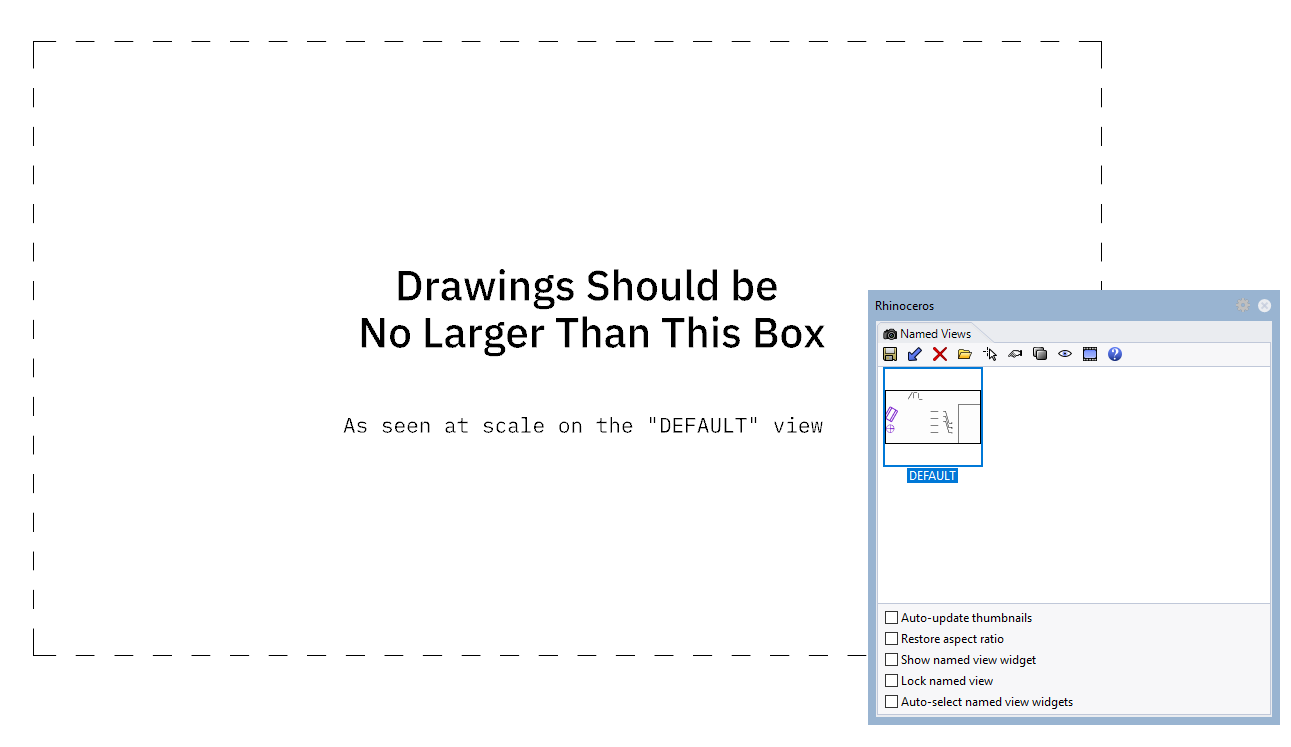 Drawings Should be
No Larger Than This Box
As seen at scale on the "DEFAULT" view
Rhinoceros
Named Views
DEFAULT
Auto-update thumbnails
Restore aspect ratio
Show named view widget
Lock named view
Auto-select named view widgets